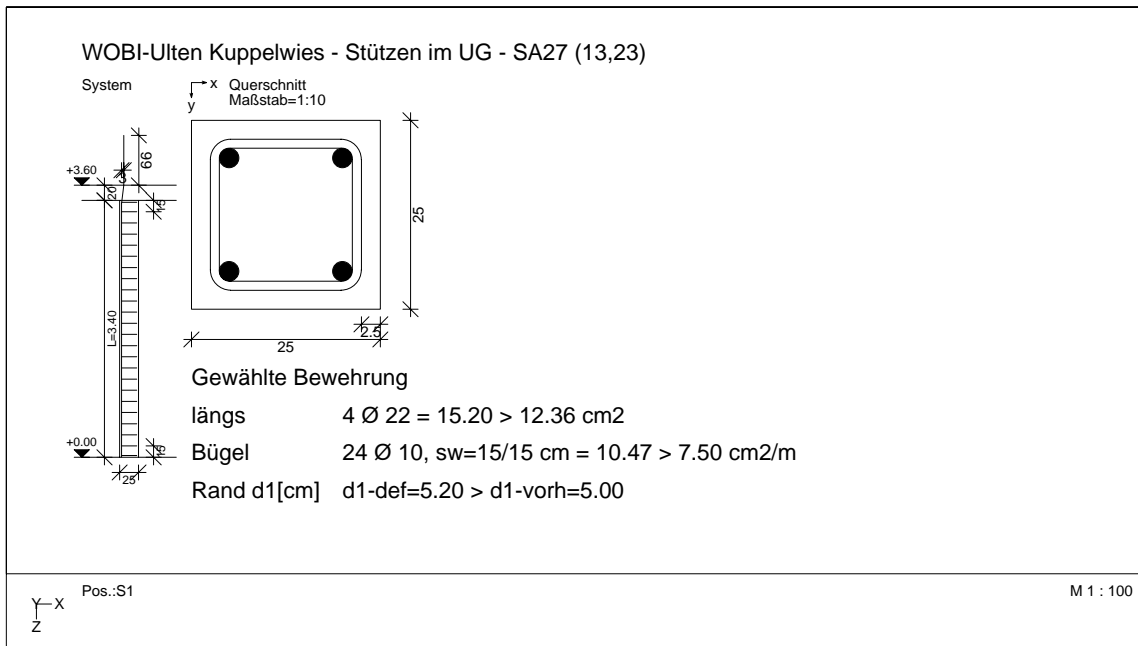 WOBI-Ulten Kuppelwies - Stützen im UG - SA27 (13,23)
System
x Querschnitt
y Maßstab=1:10
66
+3.60
20
15
25
L=3.40
2.5
25
Gewählte Bewehrung
längs 4 Ø 22 = 15.20 > 12.36 cm2
+0.00
15
Bügel 24 Ø 10, sw=15/15 cm = 10.47 > 7.50 cm2/m
25
Rand d1[cm] d1-def=5.20 > d1-vorh=5.00
Pos.:S1
M 1 : 100
Y X
Z